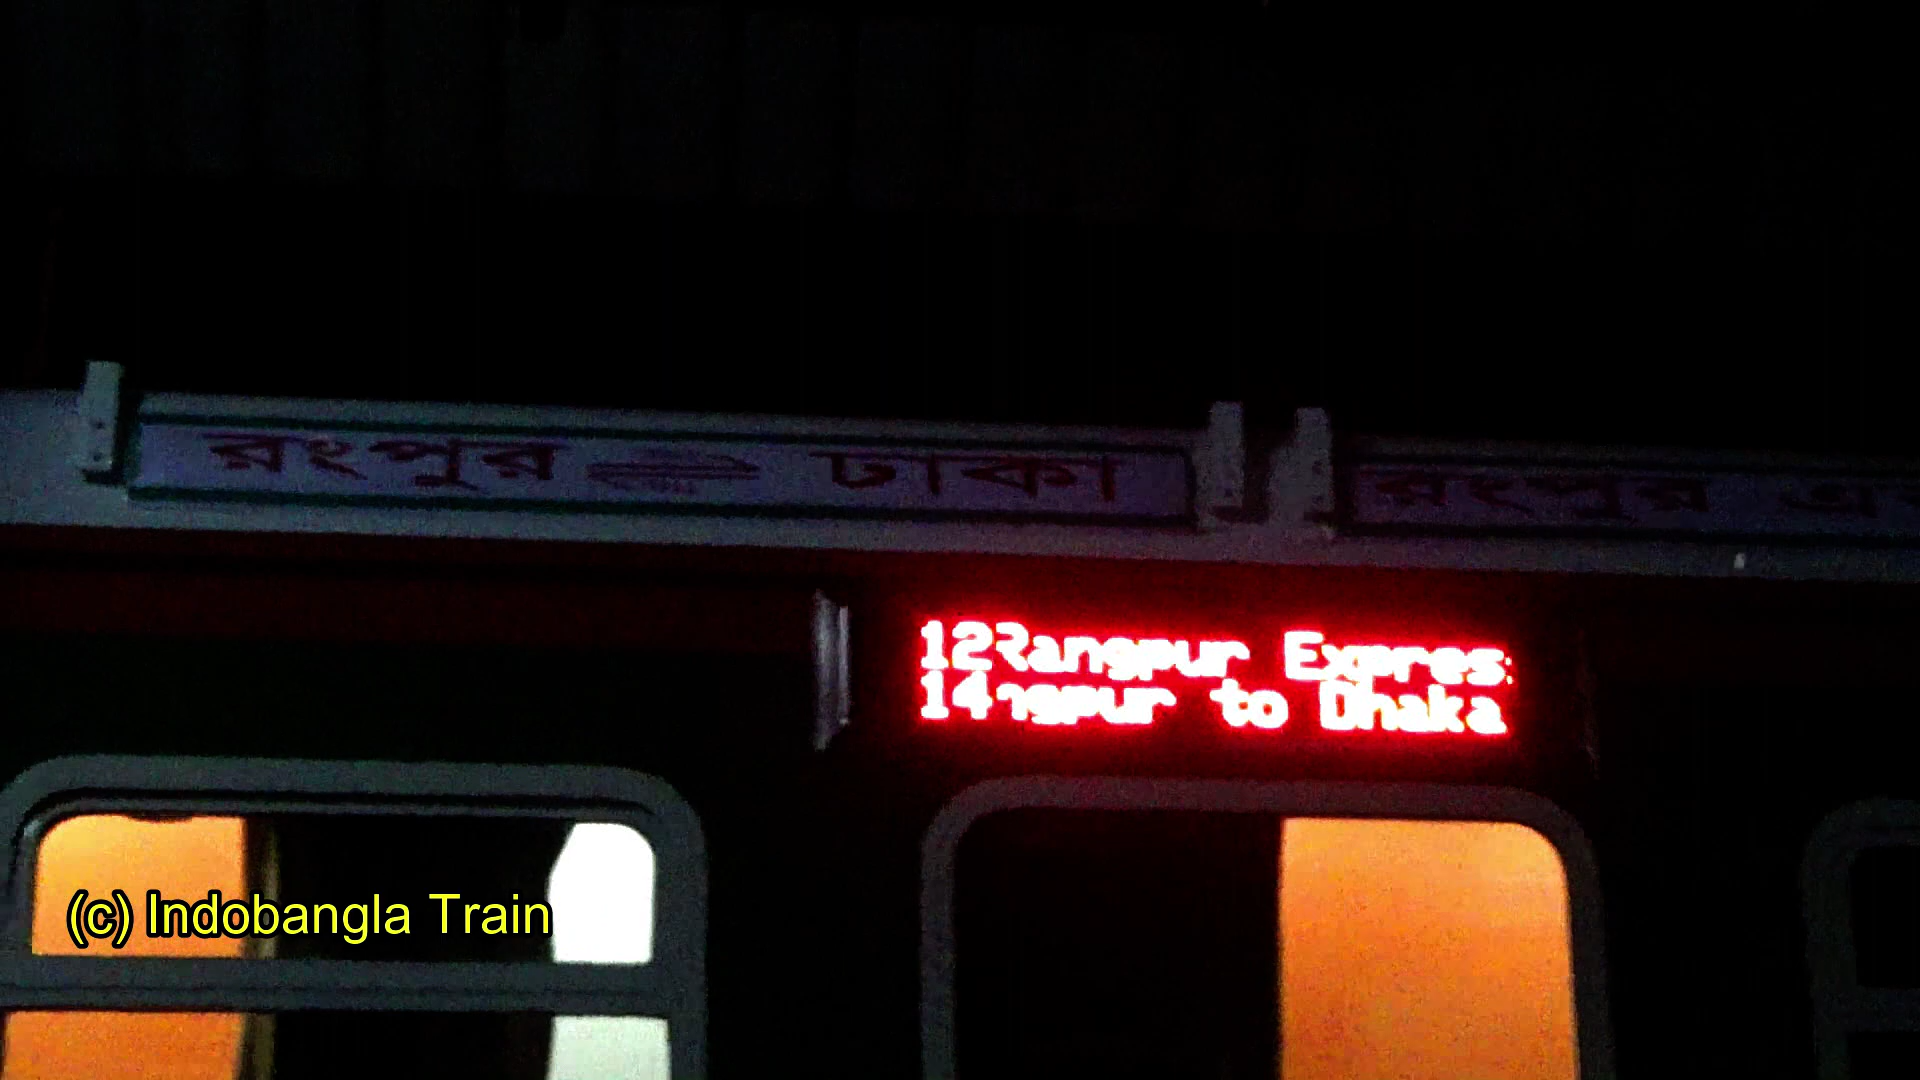 রংপুর ঢাকা
রংপুর
12Rangpur Expres
14ngpur to Dhaka
(c) Indobangla Train